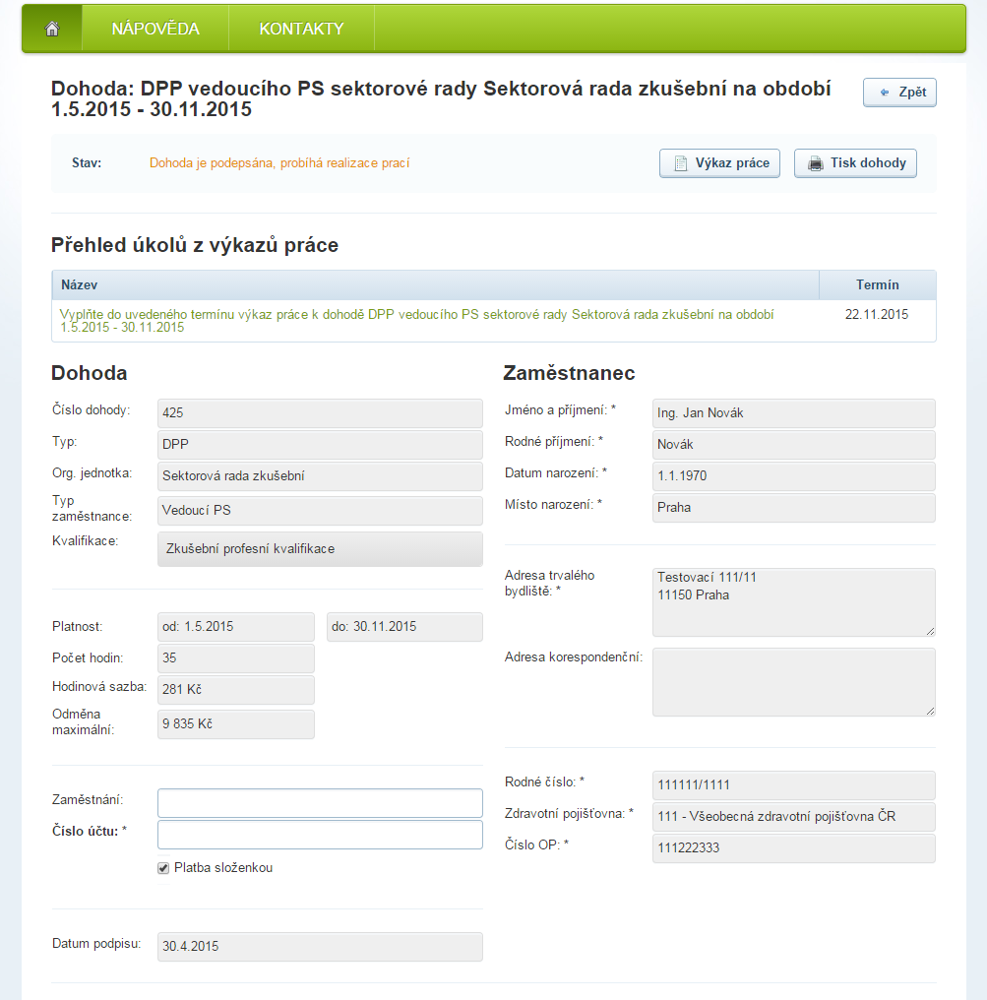 NÁPOVĚDA
KONTAKTY
Dohoda: DPP vedoucího PS sektorové rady Sektorová rada zkušební na období
1.5.2015 - 30.11.2015
Zpět
Stav:
Dohoda je podepsána, probíhá realizace prací
Výkaz práce
Tisk dohody
Přehled úkolů z výkazů práce
Název
Termín
Vyplňte do uvedeného termínu výkaz práce k dohodě DPP vedoucího PS sektorové rady Sektorová rada zkušební na období
1.5.2015 - 30.11.2015
22.11.2015
Dohoda
Číslo dohody:
425
Typ:
DPP
Org. jednotka:
Sektorová rada zkušební
Typ
zaměstnance:
Vedoucí PS
Kvalifikace:
Zkušební profesní kvalifikace
Platnost:
od: 1.5.2015
do: 30.11.2015
Počet hodin:
35
Hodinová sazba:
281 Kč
Odměna
maximální:
9 835 Kč
Zaměstnání:
Číslo účtu: *
Platba složenkou
Datum podpisu:
30.4.2015
Zaměstnanec
Jméno a příjmení: *
Ing. Jan Novák
Rodné příjmení: *
Novák
Datum narození: *
1.1.1970
Místo narození: *
Praha
Adresa trvalého
bydliště: *
Testovací 111/11
11150 Praha
Adresa korespondenční:
Rodné číslo: *
111111/1111
Zdravotní pojišťovna: *
111 - Všeobecná zdravotní pojišťovna ČR
Číslo OP: *
111222333